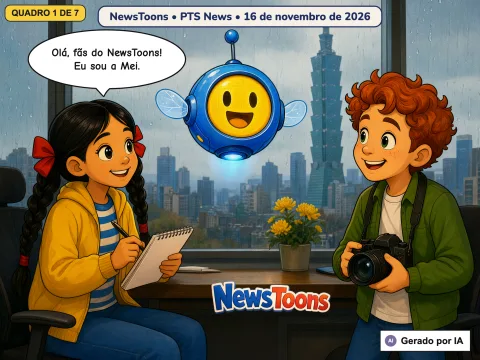 QUADRO 1 DE 7
NewsToons • PTS News • 16 de novembro de 2026
Olá, fãs do NewsToons!
Eu sou a Mei.
NewsToons
AI Gerado por IA